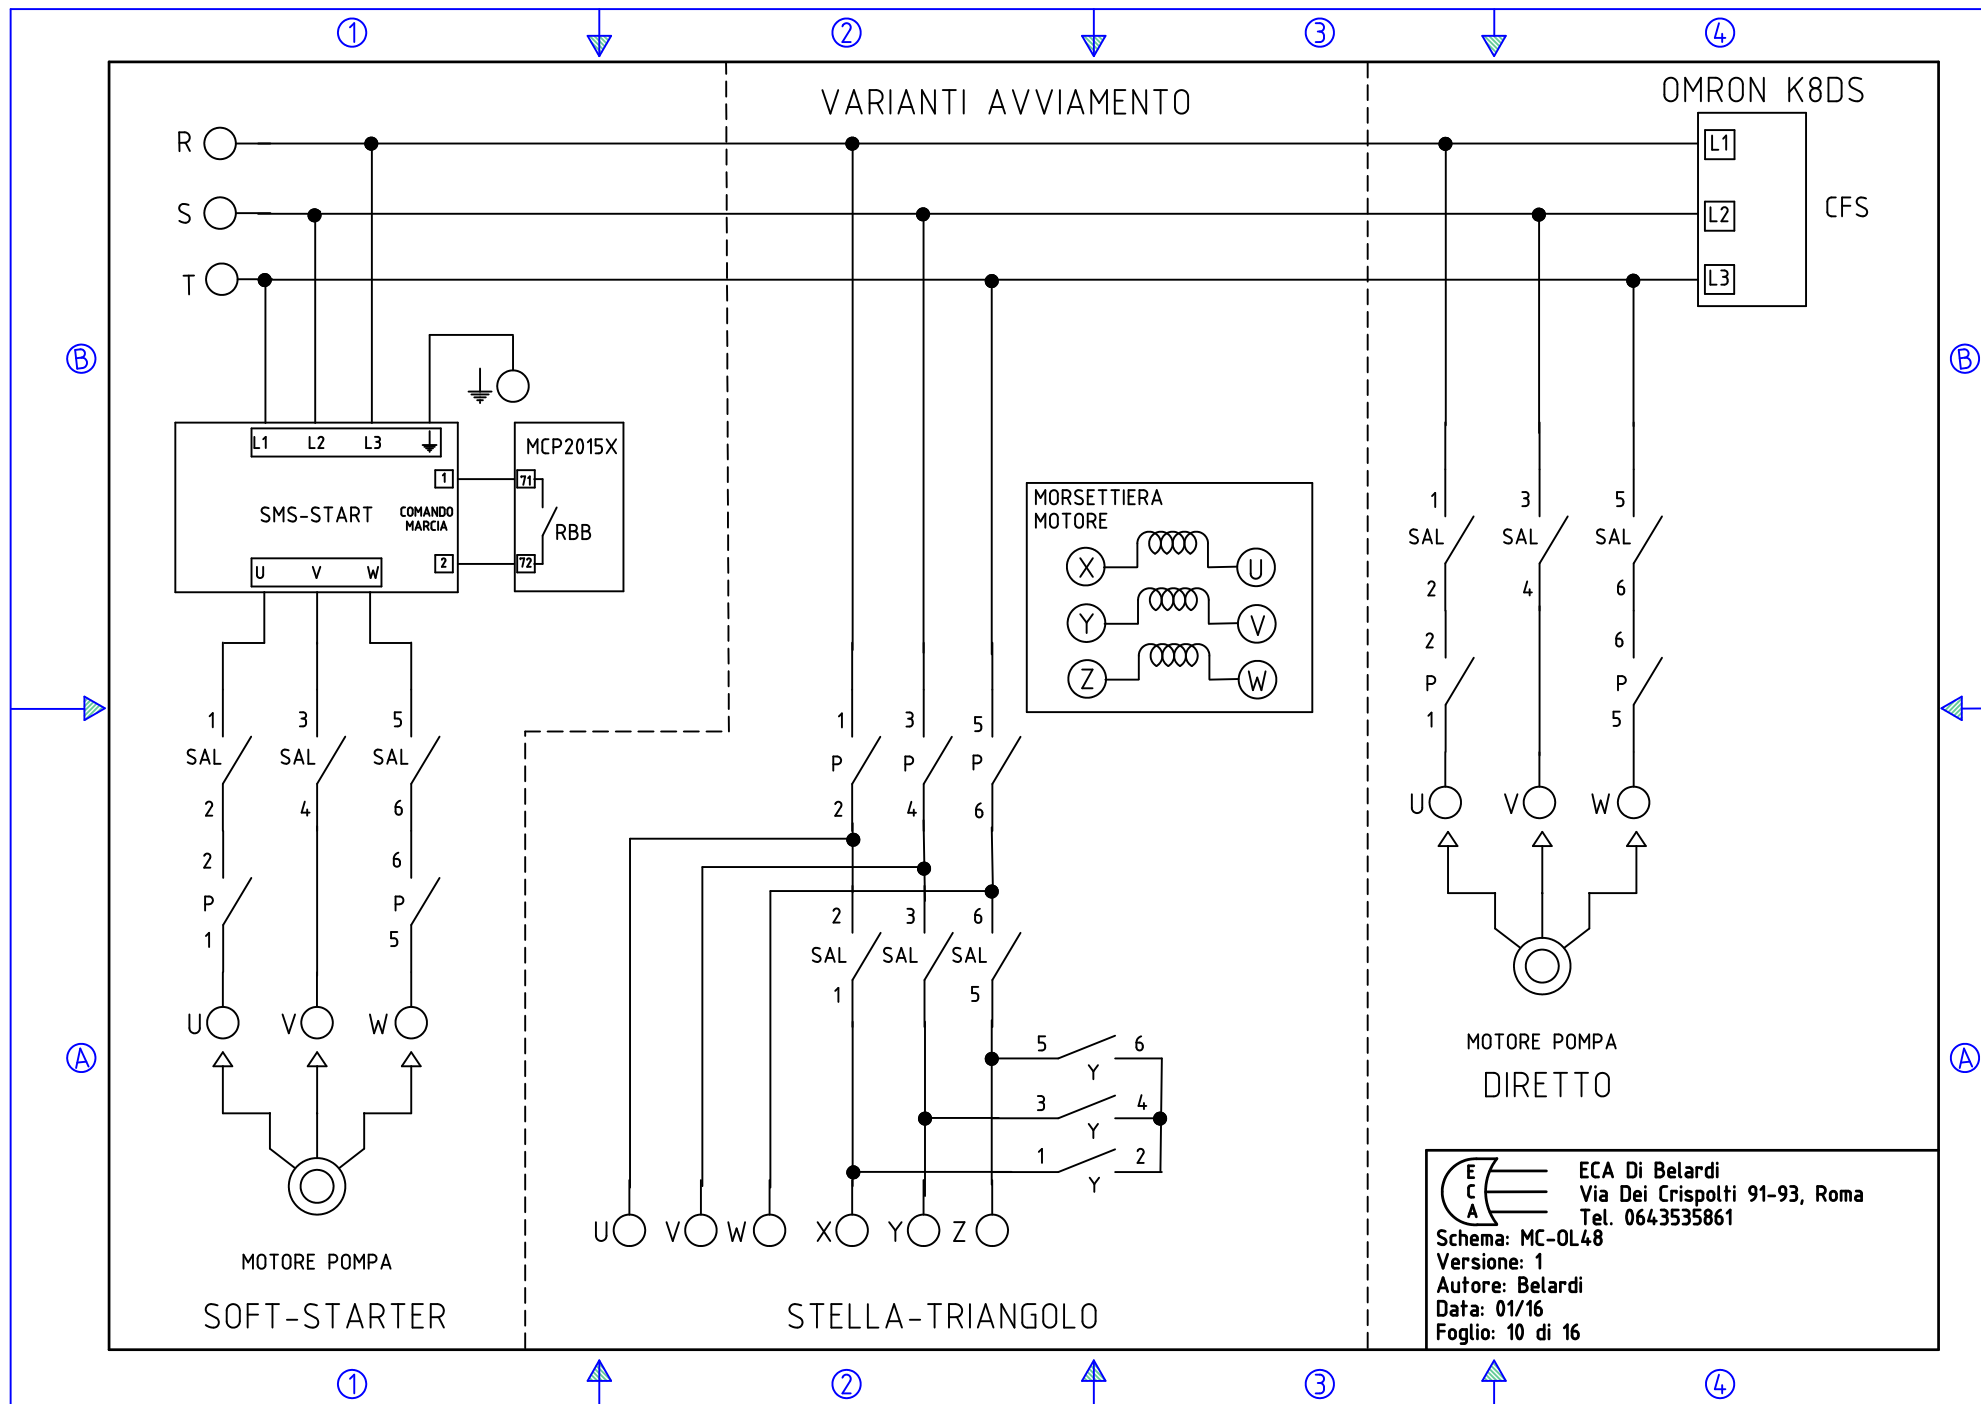 1 2 3 4
VARIANTI AVVIAMENTO
OMRON K8DS
R
S
T
L1
L2
L3
CFS
B
B
L1 L2 L3
MCP2015X
1
71
SMS-START
COMANDO
MARCIA
RBB
2
72
U V W
MORSETTIERA
MOTORE
X U
Y V
Z W
1 3 5
SAL SAL SAL
2 4 6
2 6
P P
1 5
U V W
MOTORE POMPA
SOFT-STARTER
1 3 5
P P P
2 4 6
2 3 6
SAL SAL SAL
1 5
5 6
Y
3 4
Y
1 2
Y
U V W X Y Z
STELLA-TRIANGOLO
1 3 5
SAL SAL SAL
2 4 6
2 6
P P
1 5
U V W
MOTORE POMPA
DIRETTO
A
A
E
C
A
ECA Di Belardi
Via Dei Crispolti 91-93, Roma
Tel. 0643535861
Schema: MC-OL48
Versione: 1
Autore: Belardi
Data: 01/16
Foglio: 10 di 16
1 2 3 4